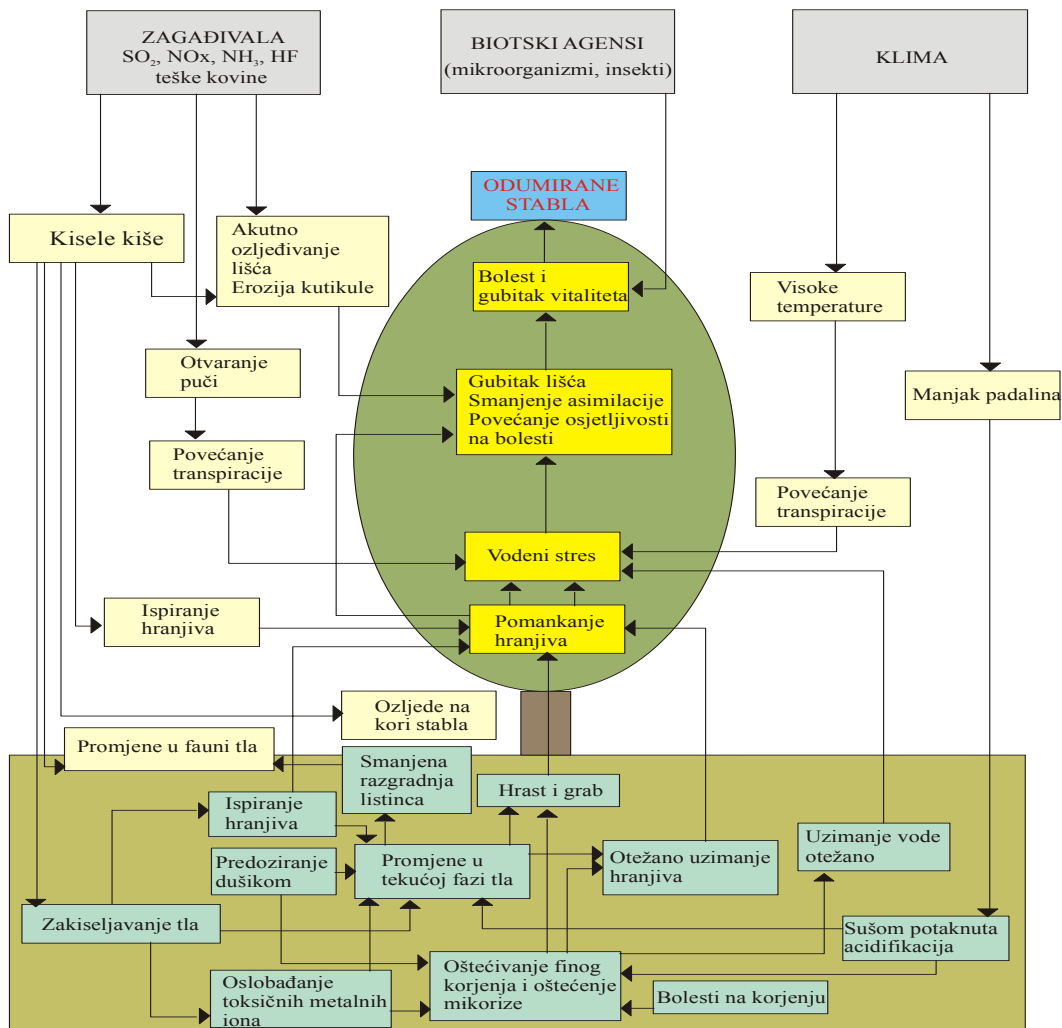 ZAGAĐIVALA
SO₂, NOx, NH₃, HF
teške kovine
BIOTSKI AGENSI
(mikroorganizmi, insekti)
KLIMA
ODUMIRANE
STABLA
Kisele kiše
Akutno
ozljeđivanje
lišća
Erozija kutikule
Bolest i
gubitak vitaliteta
Visoke
temperature
Otvaranje
puči
Gubitak lišća
Smanjenje asimilacije
Povećanje osjetljivosti
na bolesti
Manjak padalina
Povećanje
transpiracije
Povećanje
transpiracije
Vodeni stres
Ispiranje
hranjiva
Pomankanje
hranjiva
Ozljede na
kori stabla
Promjene u fauni tla
Smanjena
razgradnja
listinca
Hrast i grab
Ispiranje
hranjiva
Uzimanje vode
otežano
Predoziranje
dušikom
Promjene u
tekućoj fazi tla
Otežano uzimanje
hranjiva
Zakiseljavanje tla
Sušom potaknuta
acidifikacija
Oslobađanje
toksičnih metalnih
iona
Oštećivanje finog
korjenja i oštećenje
mikorize
Bolesti na korjenju